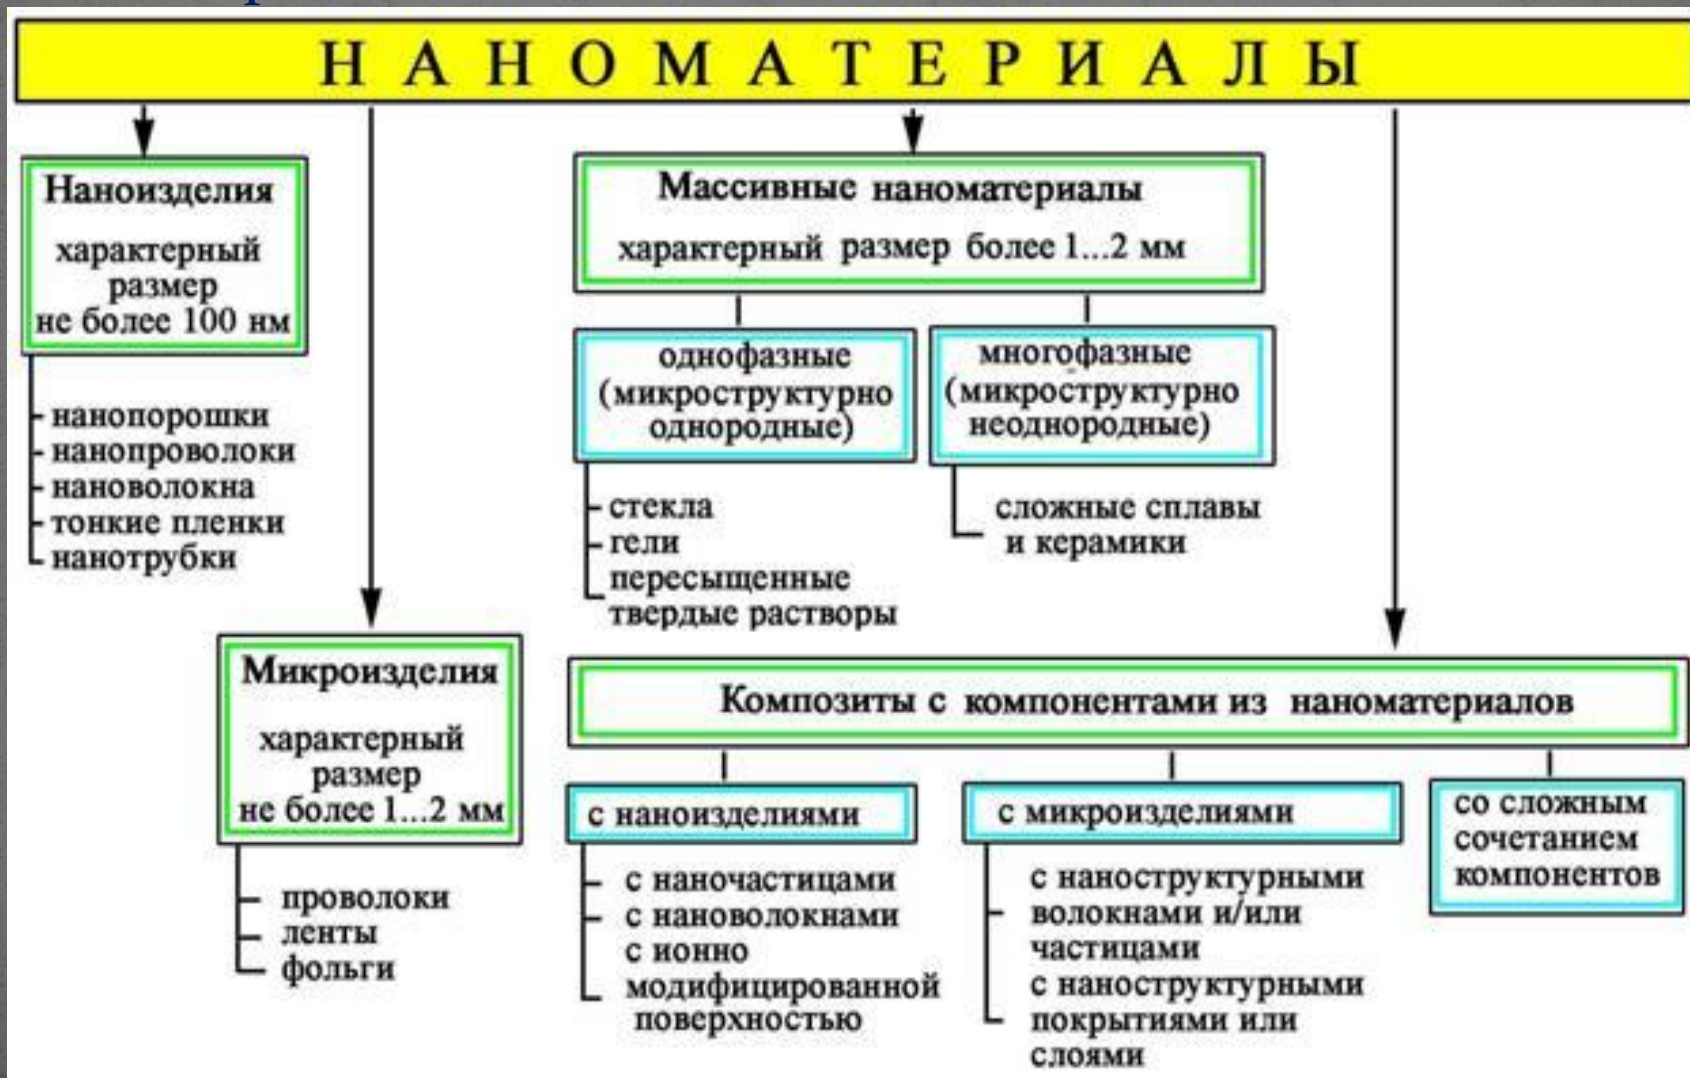 НАНОМАТЕРИАЛЫ
Наноизделия
характерный
размер
не более 100 нм
- нанопорошки
- нанопроволоки
- нановолокна
- тонкие пленки
- нанотрубки
Микроизделия
характерный
размер
не более 1...2 мм
проволоки
ленты
фольги
Массивные наноматериалы
характерный размер более 1...2 мм
однофазные
(микроструктурно
однородные)
стекла
гели
пересыщенные
твердые растворы
многофазные
(микроструктурно
неоднородные)
сложные сплавы
и керамики
Композиты с компонентами из наноматериалов
с наноизделиями
с наночастицами
с нановолокнами
с ионно
модифицированной
поверхностью
с микроизделиями
с наноструктурными
волокнами и/или
частицами
с наноструктурными
покрытиями или
слоями
со сложным
сочетанием
компонентов